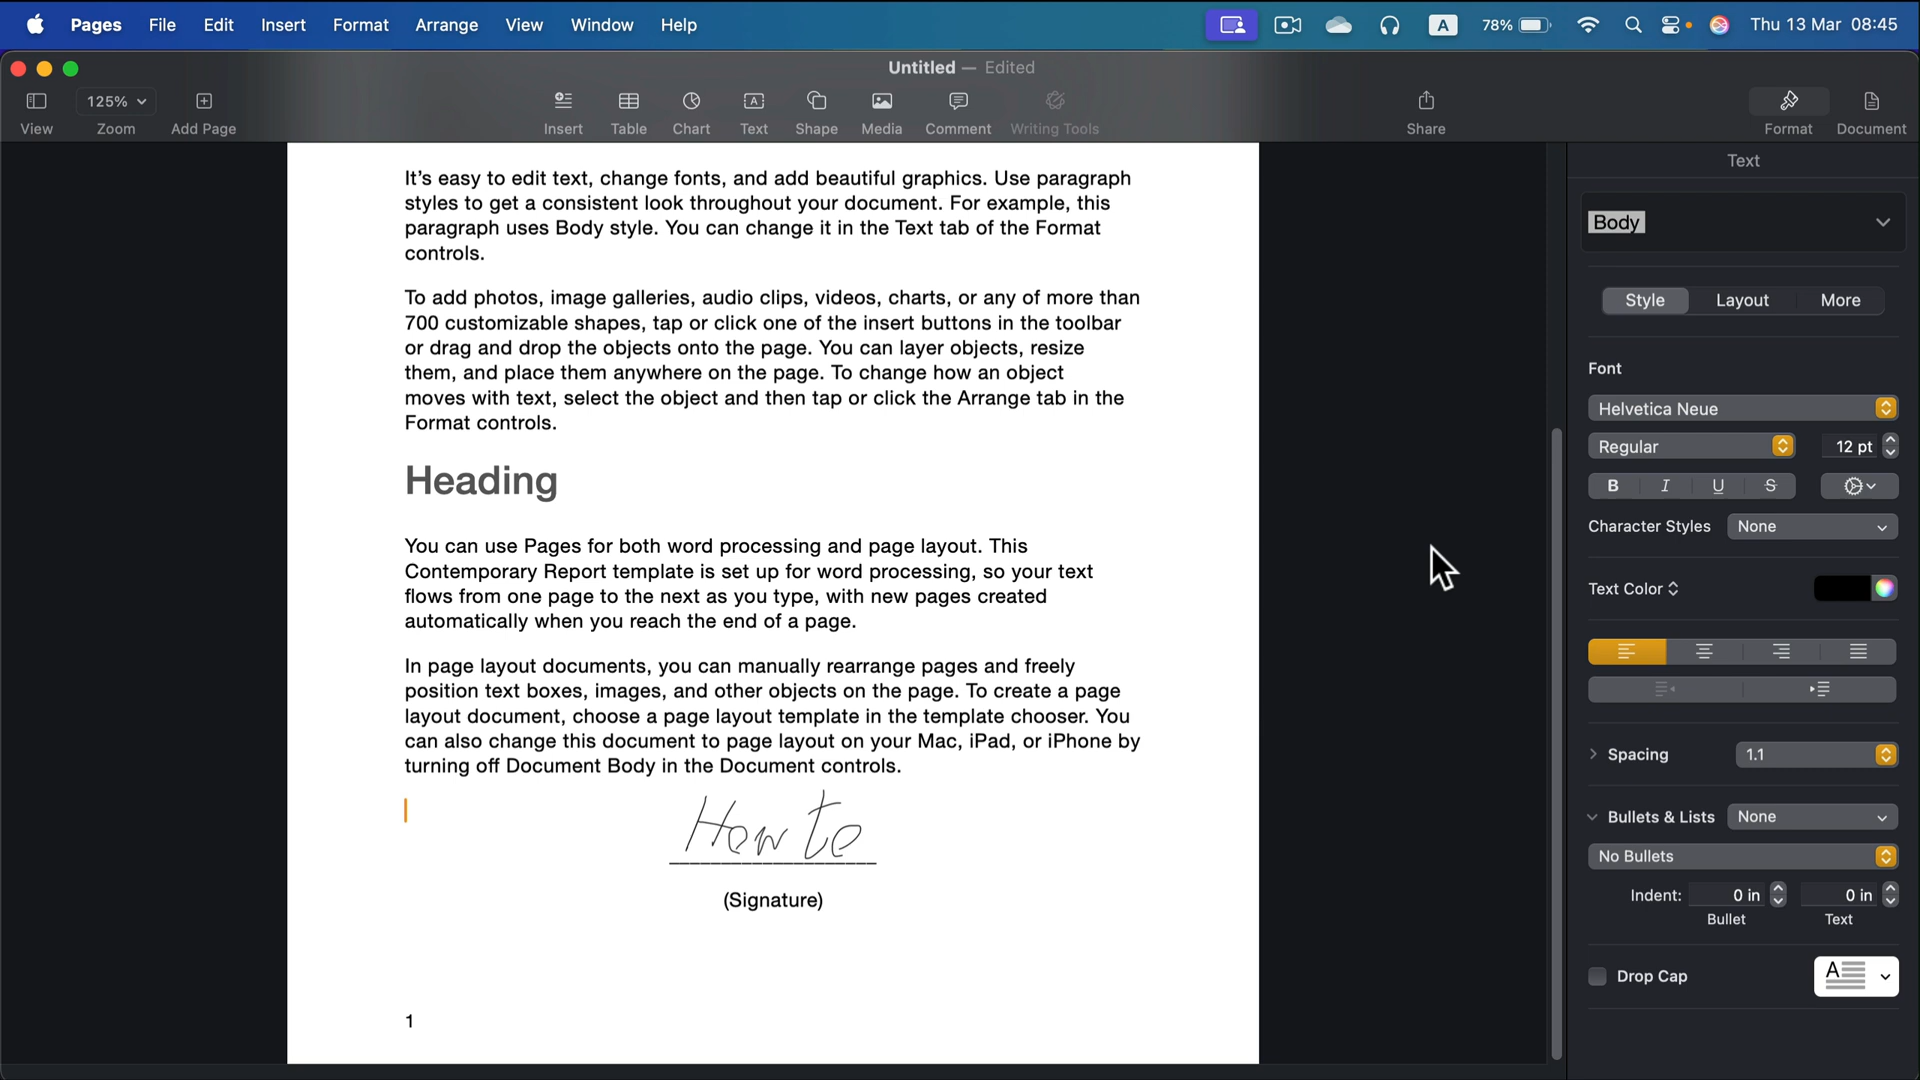 Pages File Edit Insert Format Arrange View Window Help A 78% Thu 13 Mar 08:45
Untitled — Edited
125%
View Zoom Add Page Insert Table Chart Text Shape Media Comment Writing Tools Share Format Document
It’s easy to edit text, change fonts, and add beautiful graphics. Use paragraph
styles to get a consistent look throughout your document. For example, this
paragraph uses Body style. You can change it in the Text tab of the Format
controls.
To add photos, image galleries, audio clips, videos, charts, or any of more than
700 customizable shapes, tap or click one of the insert buttons in the toolbar
or drag and drop the objects onto the page. You can layer objects, resize
them, and place them anywhere on the page. To change how an object
moves with text, select the object and then tap or click the Arrange tab in the
Format controls.
Heading
You can use Pages for both word processing and page layout. This
Contemporary Report template is set up for word processing, so your text
flows from one page to the next as you type, with new pages created
automatically when you reach the end of a page.
In page layout documents, you can manually rearrange pages and freely
position text boxes, images, and other objects on the page. To create a page
layout document, choose a page layout template in the template chooser. You
can also change this document to page layout on your Mac, iPad, or iPhone by
turning off Document Body in the Document controls.
How to
(Signature)
1
Text
Body
Style Layout More
Font
Helvetica Neue
Regular 12 pt
B I U S
Character Styles None
Text Color
Spacing 1.1
Bullets & Lists None
No Bullets
Indent: 0 in 0 in
Bullet Text
Drop Cap A